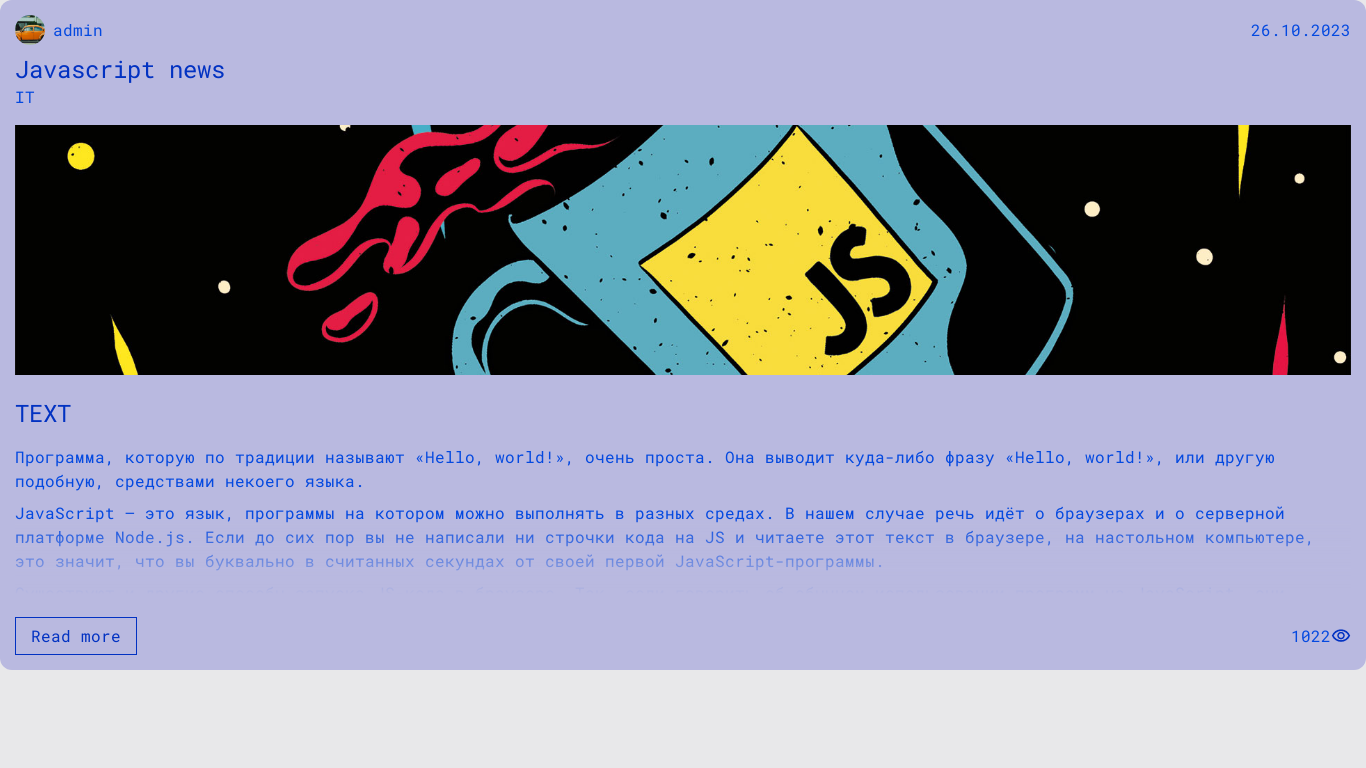 admin
26.10.2023
Javascript news
IT
JS
TEXT
Программа, которую по традиции называют «Hello, world!», очень проста. Она выводит куда-либо фразу «Hello, world!», или другую
подобную, средствами некоего языка.
JavaScript — это язык, программы на котором можно выполнять в разных средах. В нашем случае речь идёт о браузерах и о серверной
платформе Node.js. Если до сих пор вы не написали ни строчки кода на JS и читаете этот текст в браузере, на настольном компьютере,
это значит, что вы буквально в считанных секундах от своей первой JavaScript-программы.
Read more
1022